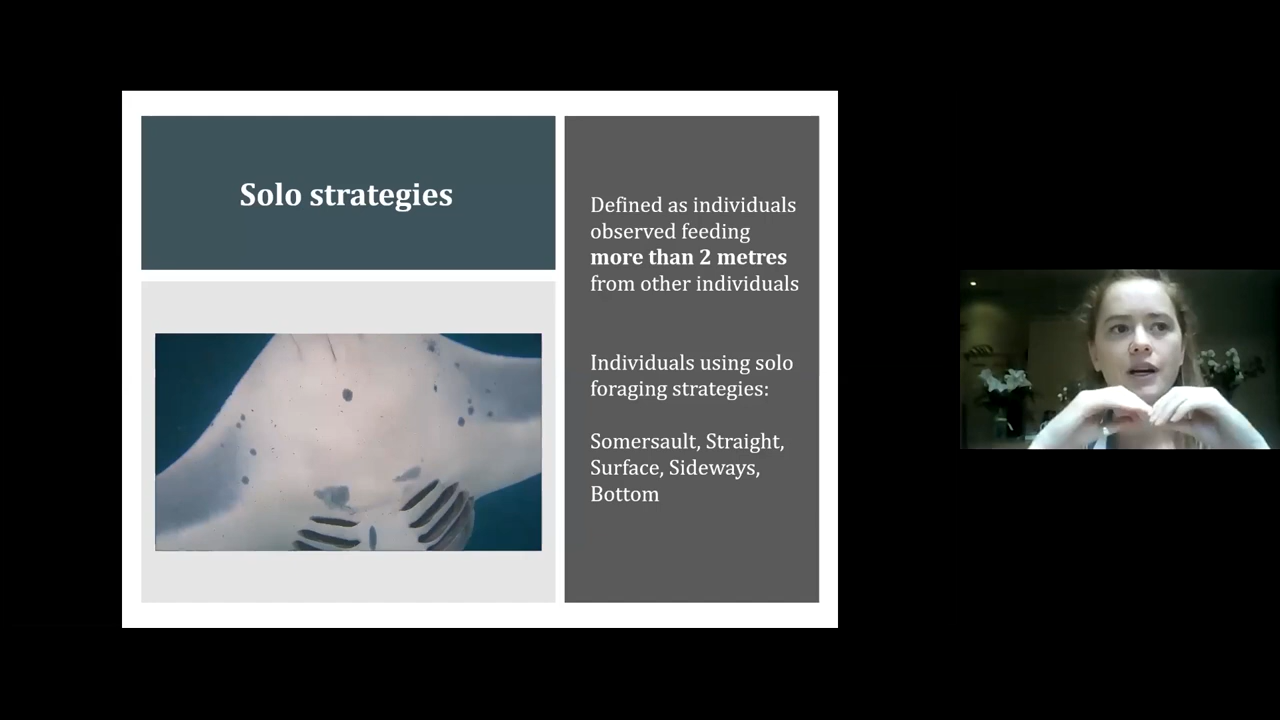 Solo strategies
Defined as individuals
observed feeding
more than 2 metres
from other individuals
Individuals using solo
foraging strategies:
Somersault, Straight,
Surface, Sideways,
Bottom